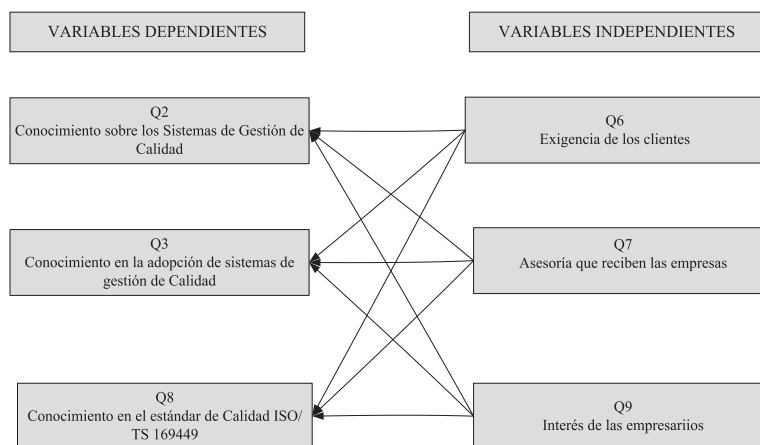 VARIABLES DEPENDIENTES
VARIABLES INDEPENDIENTES
Q2
Conocimiento sobre los Sistemas de Gestión de
Calidad
Q6
Exigencia de los clientes
Q3
Conocimiento en la adopción de sistemas de
gestión de Calidad
Q7
Asesoría que reciben las empresas
Q8
Conocimiento en el estándar de Calidad ISO/
TS 169449
Q9
Interés de las empresariios